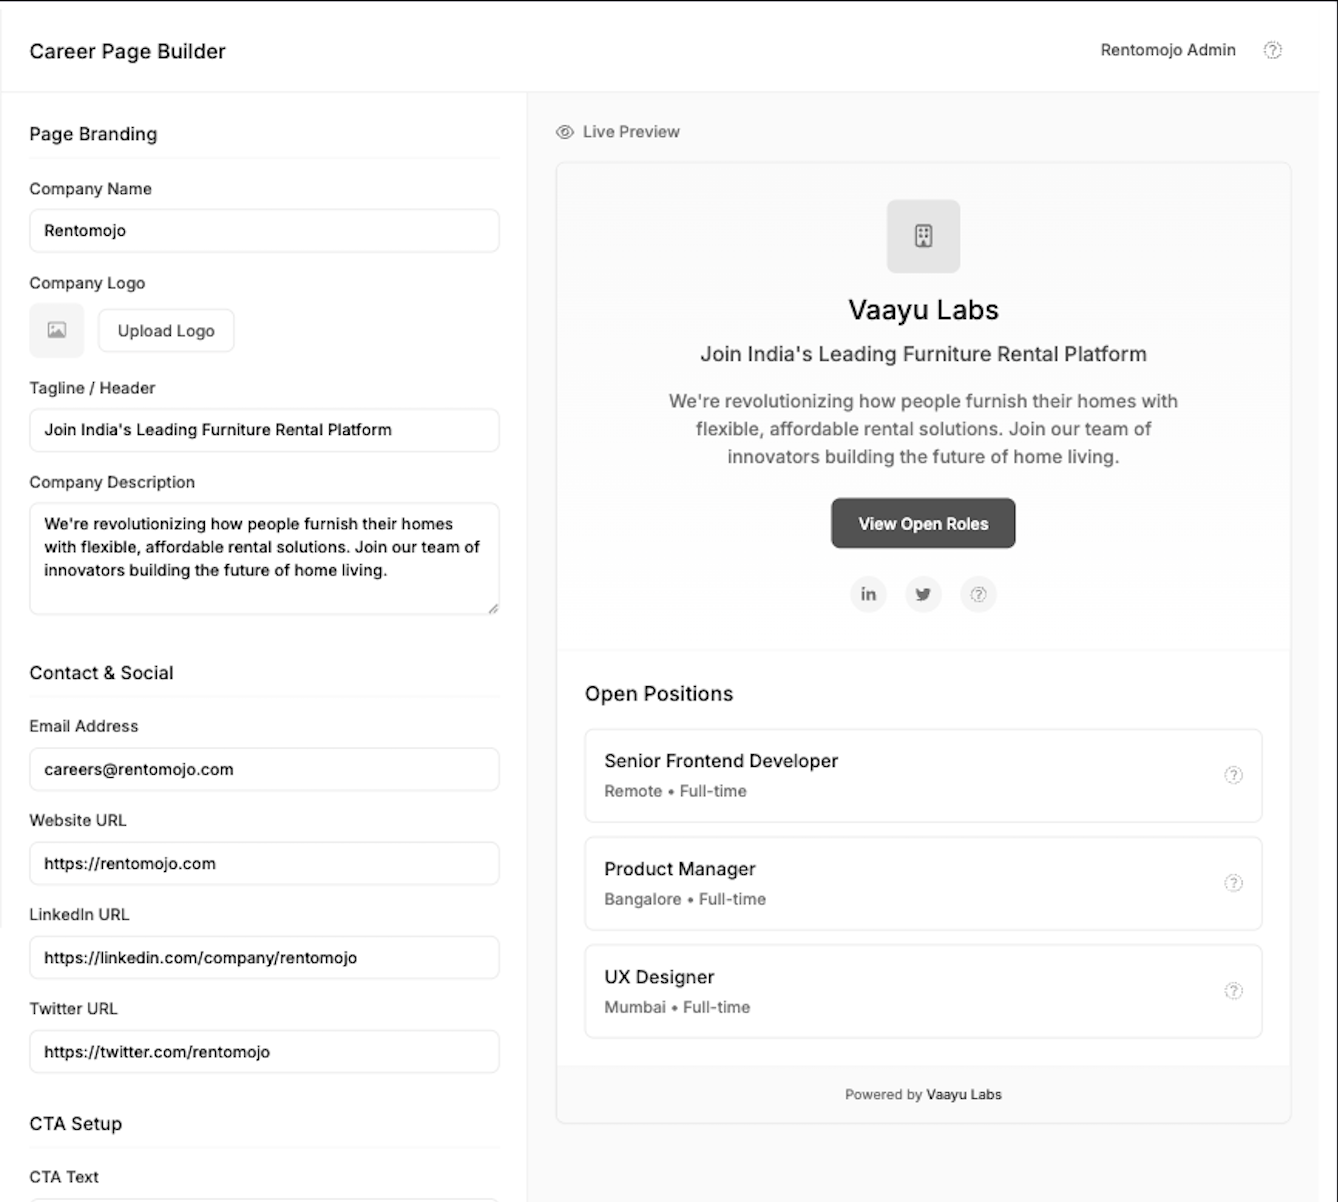 Career Page Builder
Rentomojo Admin
?
Page Branding
Company Name
Rentomojo
Company Logo
Upload Logo
Tagline / Header
Join India's Leading Furniture Rental Platform
Company Description
We're revolutionizing how people furnish their homes
with flexible, affordable rental solutions. Join our team of
innovators building the future of home living.
Contact & Social
Email Address
careers@rentomojo.com
Website URL
https://rentomojo.com
LinkedIn URL
https://linkedin.com/company/rentomojo
Twitter URL
https://twitter.com/rentomojo
CTA Setup
CTA Text
Live Preview
Vaayu Labs
Join India's Leading Furniture Rental Platform
We're revolutionizing how people furnish their homes with
flexible, affordable rental solutions. Join our team of
innovators building the future of home living.
View Open Roles
in
?
Open Positions
Senior Frontend Developer
Remote • Full-time
?
Product Manager
Bangalore • Full-time
?
UX Designer
Mumbai • Full-time
?
Powered by Vaayu Labs